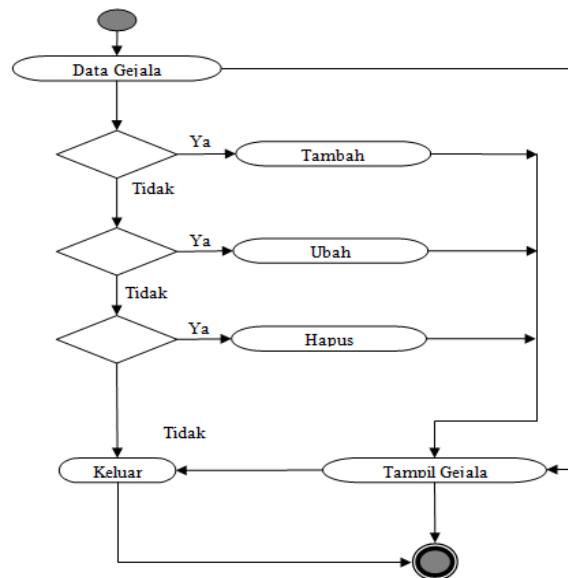 Data Gejala
Ya
Tambah
Tidak
Ya
Ubah
Tidak
Ya
Hapus
Tidak
Keluar
Tampil Gejala